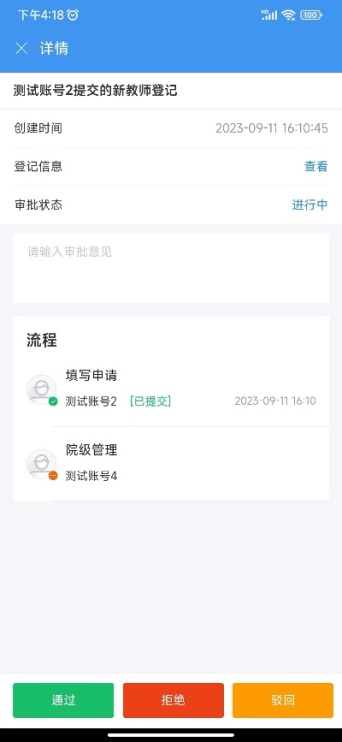 下午4:18
100
详情
测试账号2提交的新教师登记
创建时间 2023-09-11 16:10:45
登记信息 查看
审批状态 进行中
请输入审批意见
流程
填写申请
测试账号2 [已提交] 2023-09-11 16:10
院级管理
测试账号4
通过 拒绝 驳回